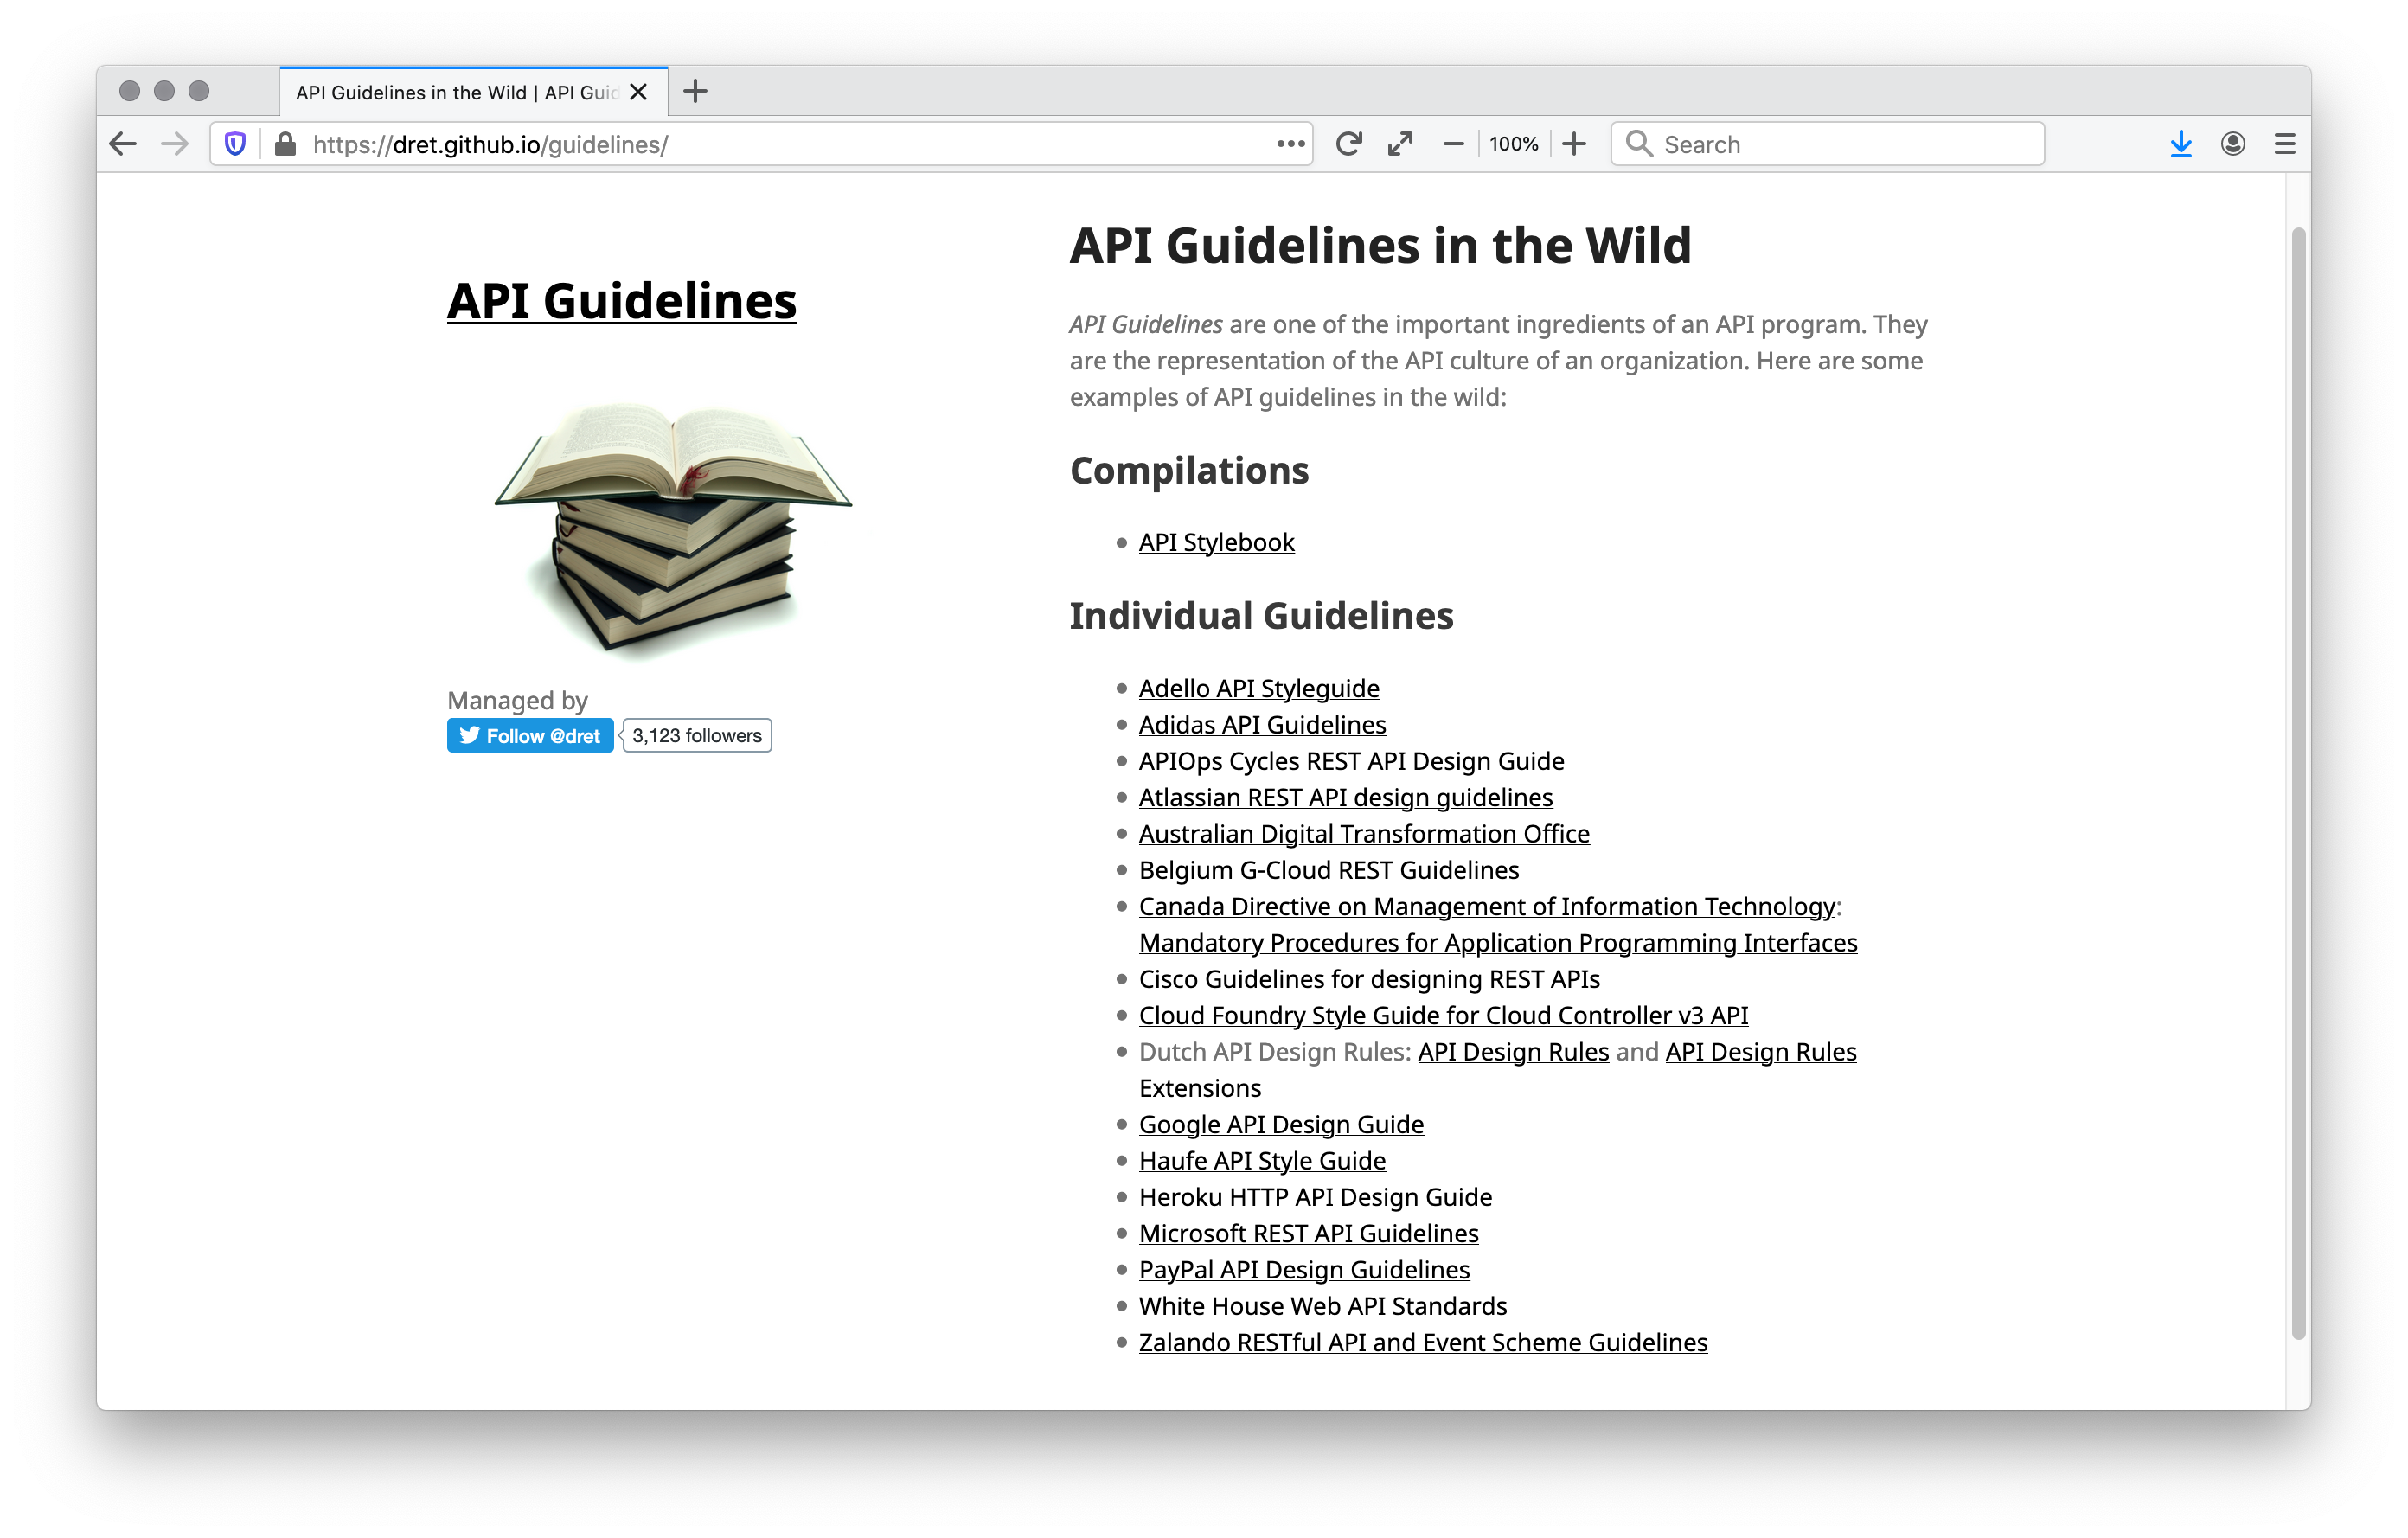 API Guidelines in the Wild | API Guid
https://dret.github.io/guidelines/
100%
Search
API Guidelines
Managed by
Follow @dret
3,123 followers
API Guidelines in the Wild
API Guidelines are one of the important ingredients of an API program. They
are the representation of the API culture of an organization. Here are some
examples of API guidelines in the wild:
Compilations
API Stylebook
Individual Guidelines
Adello API Styleguide
Adidas API Guidelines
APIOps Cycles REST API Design Guide
Atlassian REST API design guidelines
Australian Digital Transformation Office
Belgium G-Cloud REST Guidelines
Canada Directive on Management of Information Technology:
Mandatory Procedures for Application Programming Interfaces
Cisco Guidelines for designing REST APIs
Cloud Foundry Style Guide for Cloud Controller v3 API
Dutch API Design Rules: API Design Rules and API Design Rules
Extensions
Google API Design Guide
Haufe API Style Guide
Heroku HTTP API Design Guide
Microsoft REST API Guidelines
PayPal API Design Guidelines
White House Web API Standards
Zalando RESTful API and Event Scheme Guidelines